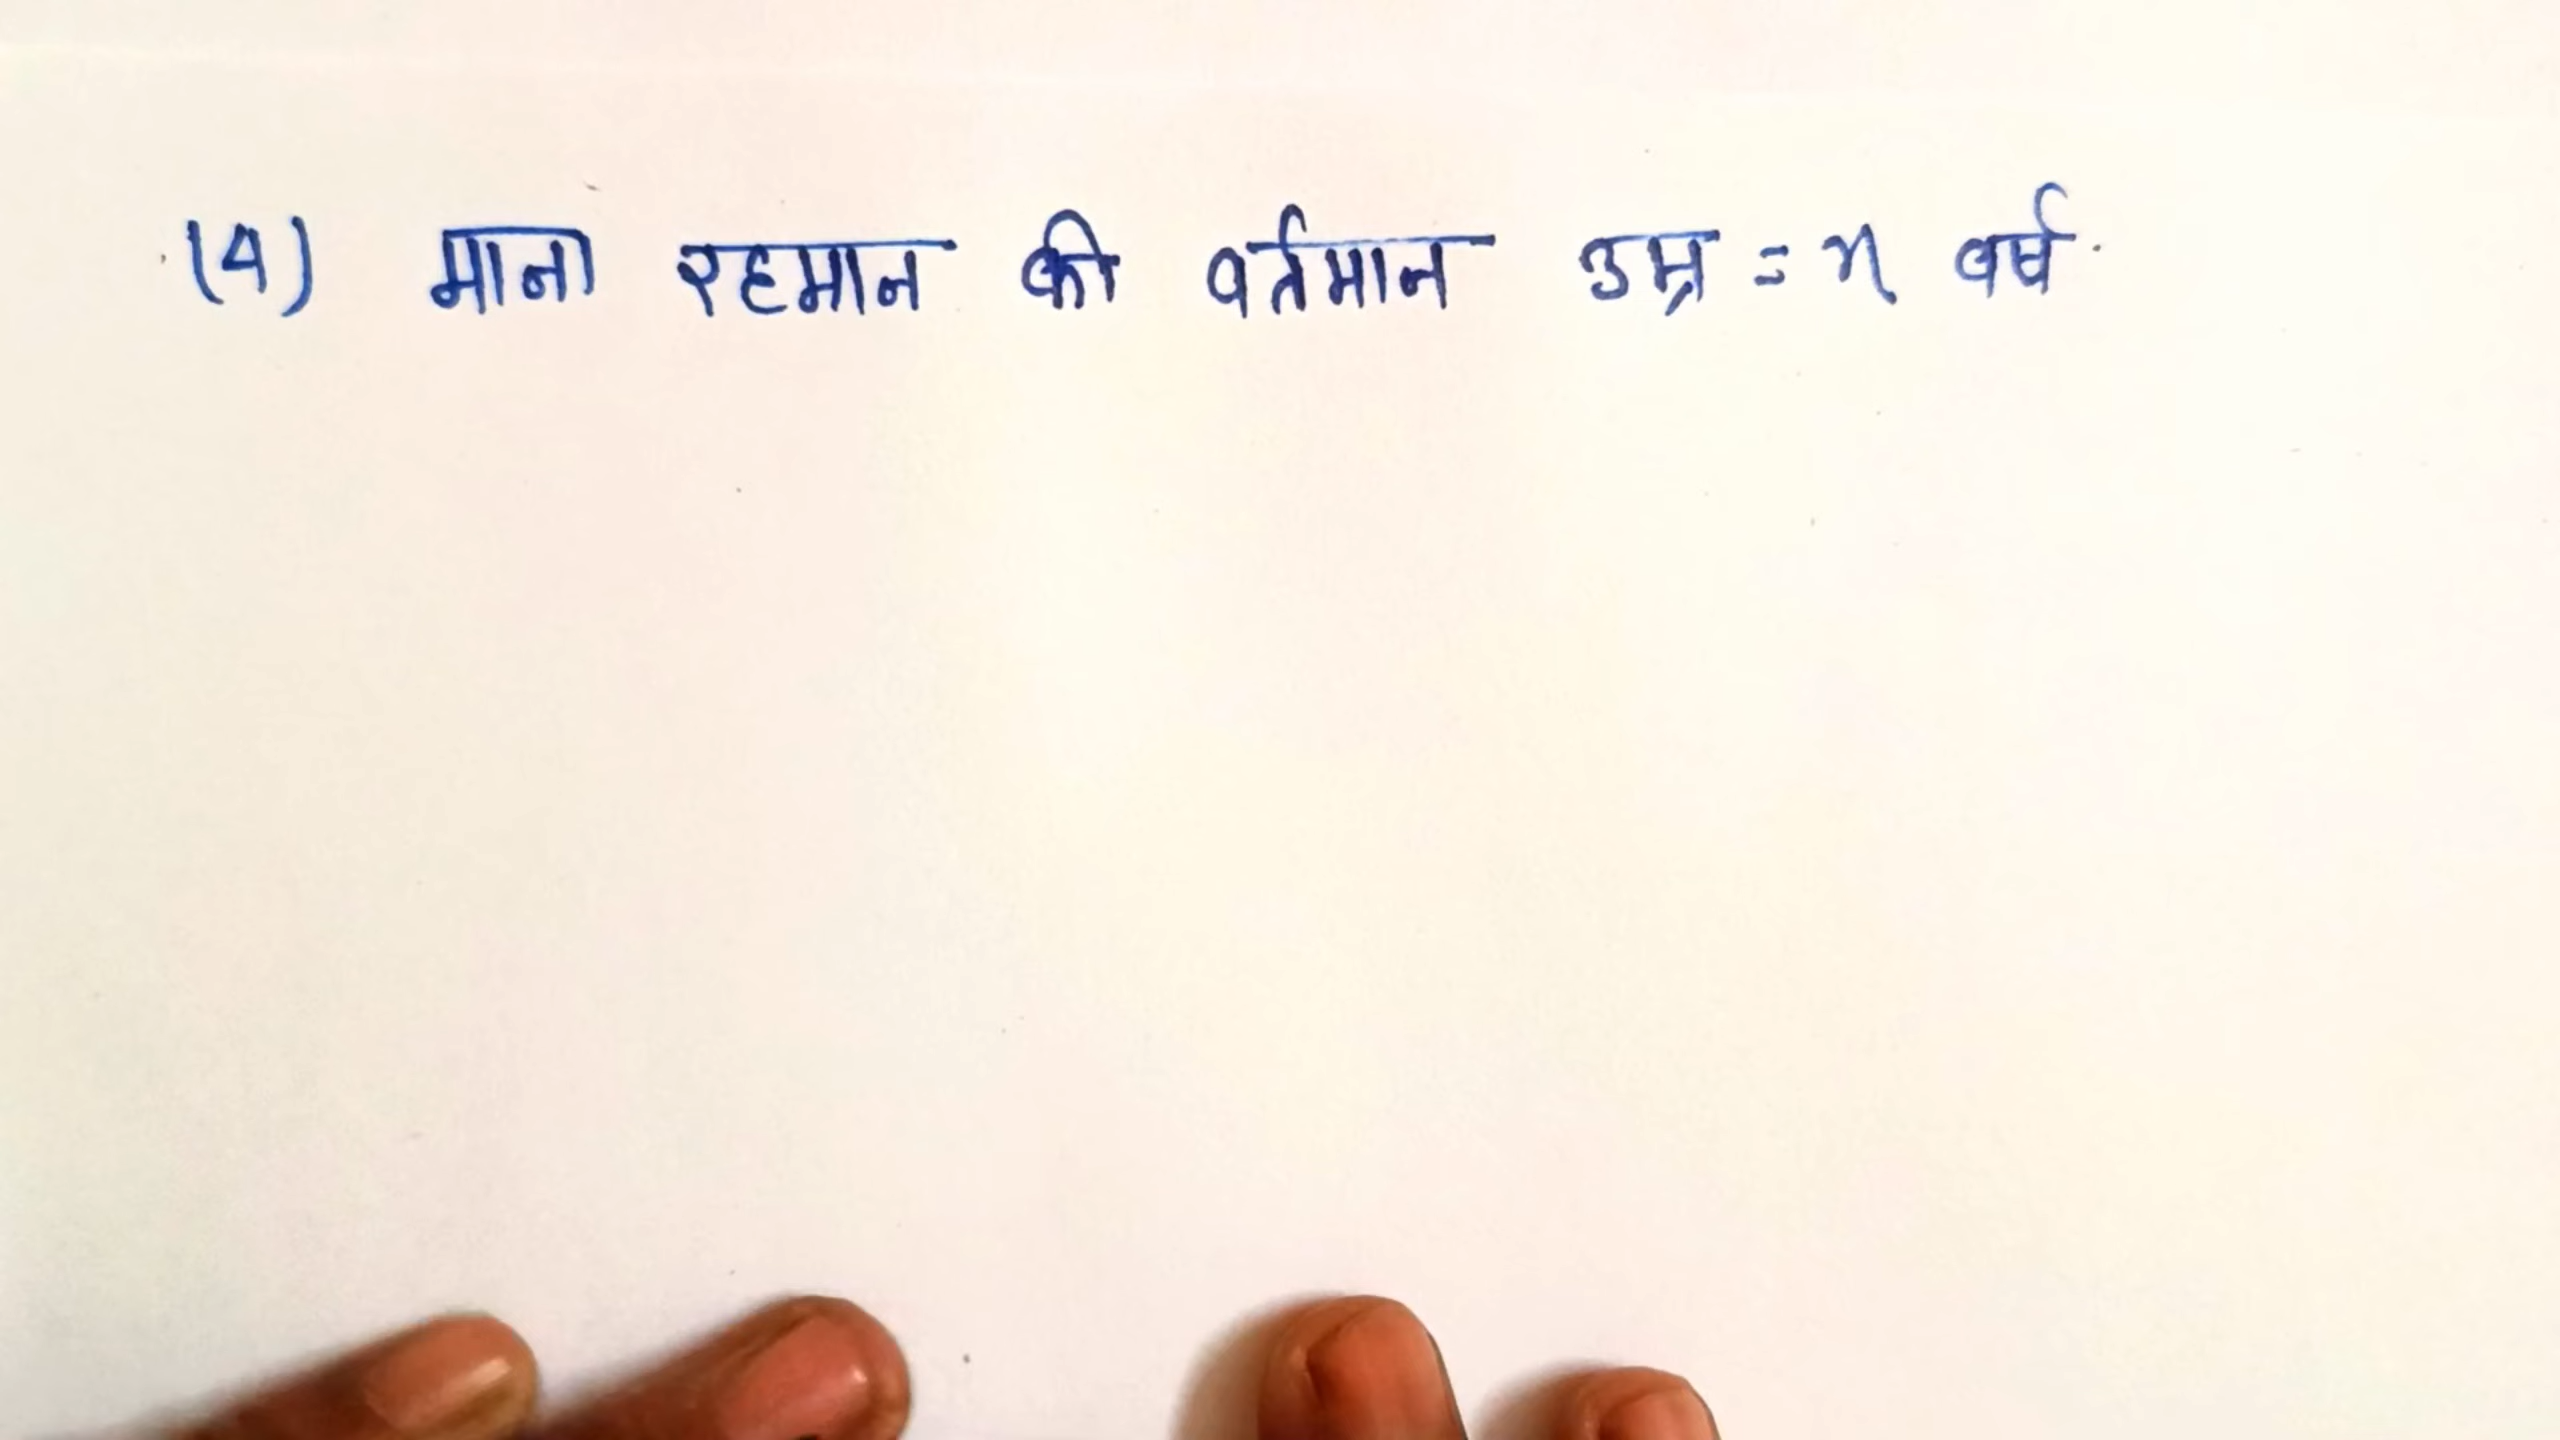 (4) माना रहमान की वर्तमान उम्र = x वर्ष